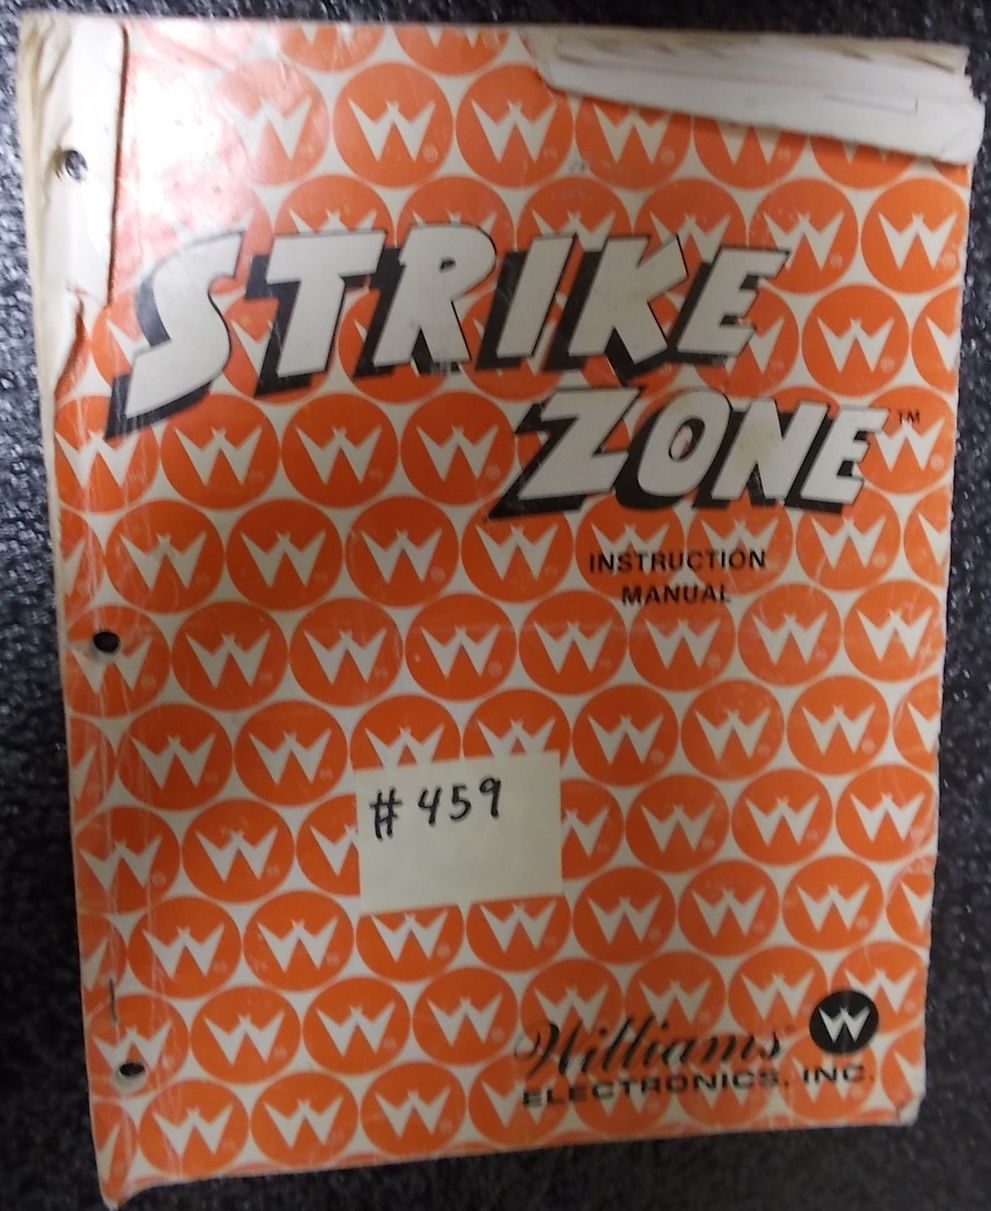 STRIKE
ZONE™
INSTRUCTION
MANUAL
# 459
Williams
ELECTRONICS, INC.